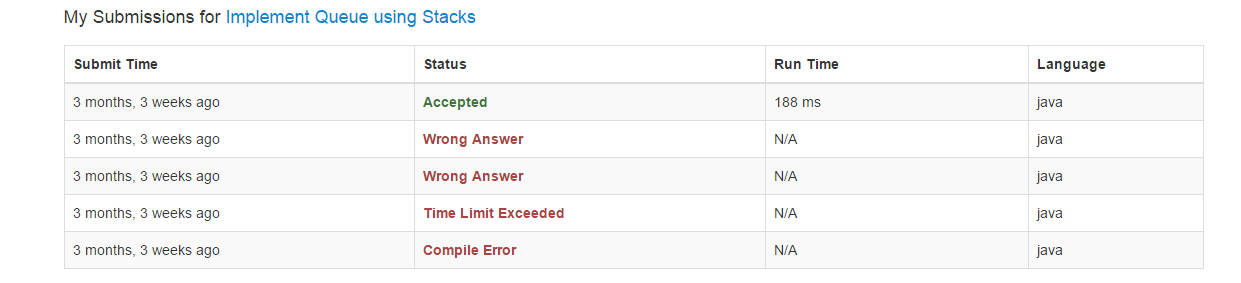 My Submissions for Implement Queue using Stacks
Submit Time Status Run Time Language
3 months, 3 weeks ago Accepted 188 ms java
3 months, 3 weeks ago Wrong Answer N/A java
3 months, 3 weeks ago Wrong Answer N/A java
3 months, 3 weeks ago Time Limit Exceeded N/A java
3 months, 3 weeks ago Compile Error N/A java